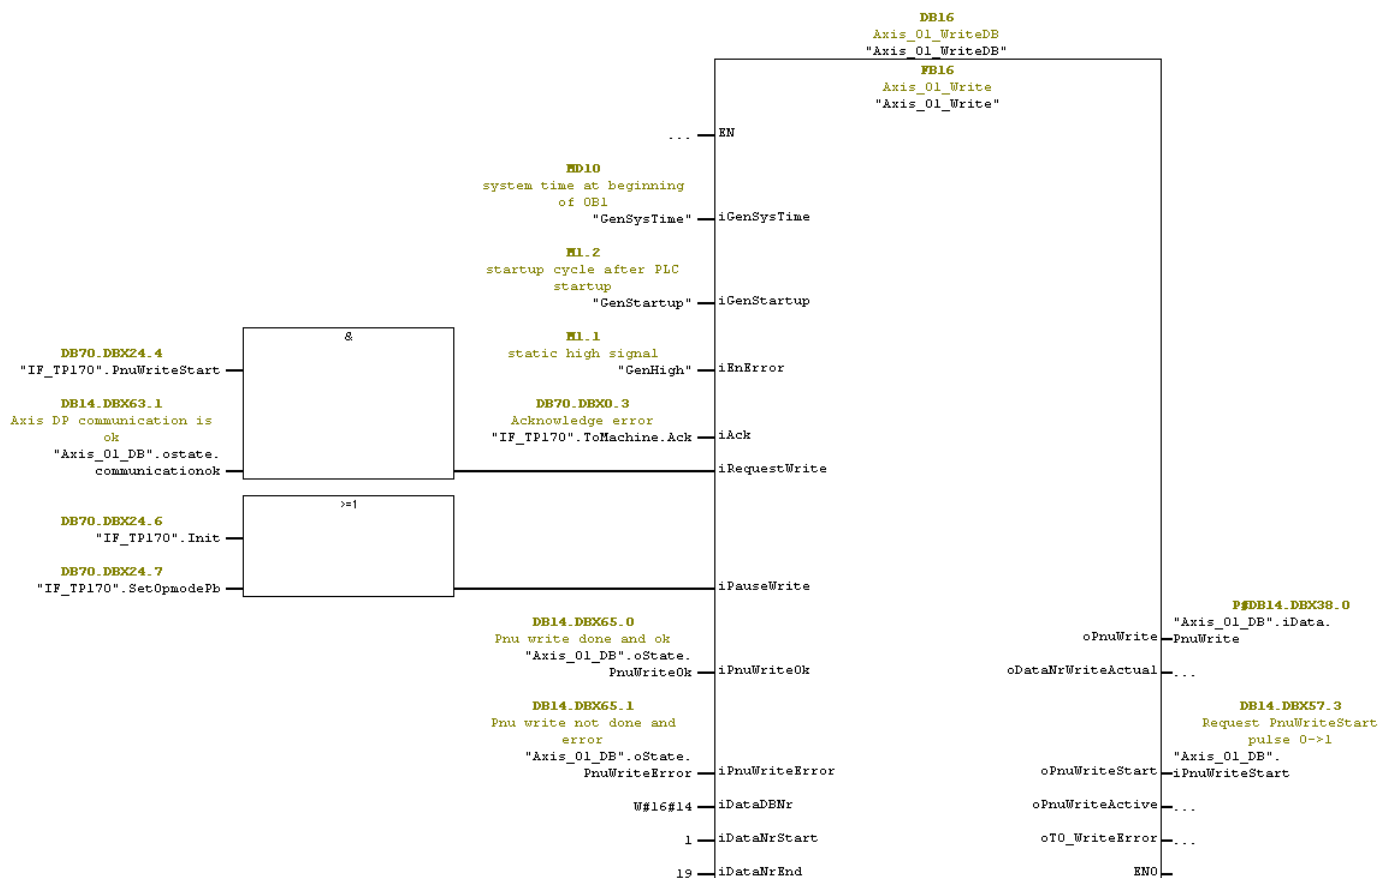 DB16
Axis_01_WriteDB
"Axis_01_WriteDB"
FB16
Axis_01_Write
"Axis_01_Write"
... EN
MD10
system time at beginning
of OB1
"GenSysTime" iGenSysTime
M1.2
startup cycle after PLC
startup
"GenStartup" iGenStartup
M1.1
static high signal
"GenHigh" iEnError
DB70.DBX0.3
Acknowledge error
"IF_TP170".ToMachine.Ack iAck
&
DB70.DBX24.4
"IF_TP170".PnuWriteStart
DB14.DBX63.1
Axis DP communication is
ok
"Axis_01_DB".ostate.
communicationok
iRequestWrite
>=1
DB70.DBX24.6
"IF_TP170".Init
DB70.DBX24.7
"IF_TP170".SetOpmodePb
iPauseWrite
DB14.DBX65.0
Pnu write done and ok
"Axis_01_DB".oState.
PnuWriteOk iPnuWriteOk
DB14.DBX65.1
Pnu write not done and
error
"Axis_01_DB".oState.
PnuWriteError iPnuWriteError
W#16#14 iDataDBNr
1 iDataNrStart
19 iDataNrEnd
P#DB14.DBX38.0
"Axis_01_DB".iData.
oPnuWrite PnuWrite
oDataNrWriteActual ...
DB14.DBX57.3
Request PnuWriteStart
pulse 0->1
"Axis_01_DB".
oPnuWriteStart iPnuWriteStart
oPnuWriteActive ...
oTO_WriteError ...
ENO